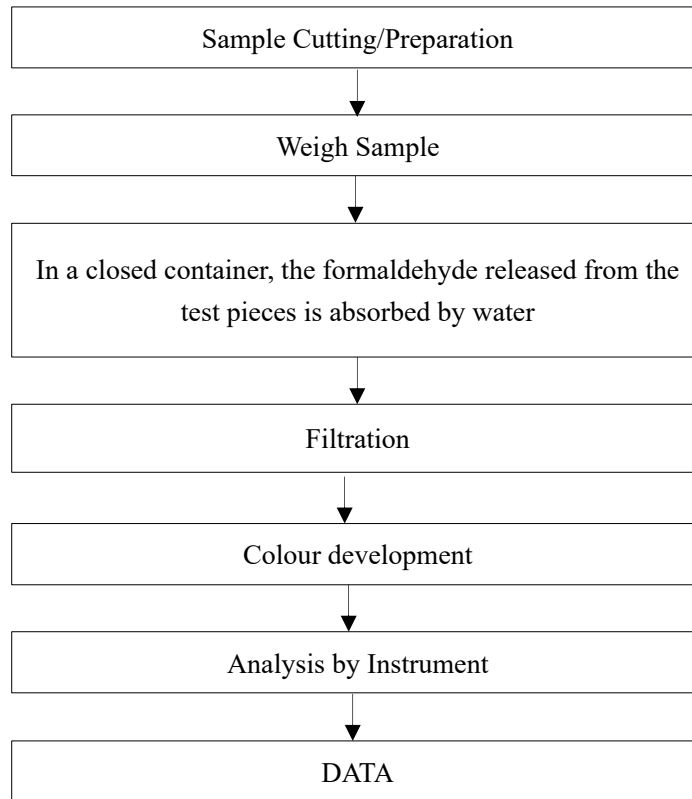 Sample Cutting/Preparation
Weigh Sample
In a closed container, the formaldehyde released from the
test pieces is absorbed by water
Filtration
Colour development
Analysis by Instrument
DATA